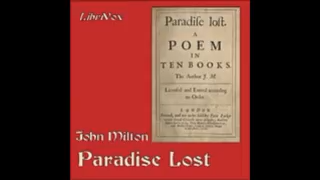 LibriVox
Paradise lost.
A
POEM
IN
TEN BOOKS.
The Author J. M.
Licensed and Entred according
to Order.
LONDON
John Milton
Paradise Lost